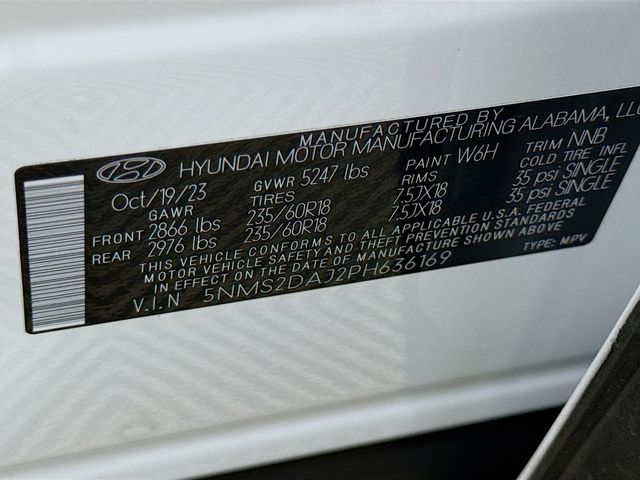 MANUFACTURED BY
HYUNDAI MOTOR MANUFACTURING ALABAMA, LLC
Oct/19/23 GVWR 5247 lbs PAINT W6H TRIM NNB
GAWR TIRES RIMS COLD TIRE INFL
FRONT 2866 lbs 235/60R18 7.5JX18 35 psi SINGLE
REAR 2976 lbs 235/60R18 7.5JX18 35 psi SINGLE
THIS VEHICLE CONFORMS TO ALL APPLICABLE U.S.A. FEDERAL
MOTOR VEHICLE SAFETY AND THEFT PREVENTION STANDARDS
IN EFFECT ON THE DATE OF MANUFACTURE SHOWN ABOVE
V.I.N 5NMS2DAJ2PH636169 TYPE: MPV